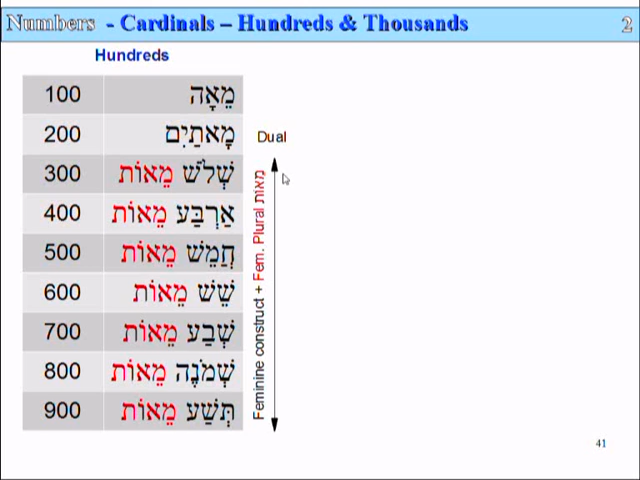 Numbers - Cardinals – Hundreds & Thousands 2
Hundreds
100 מֵאָה
200 מָאתַיִם Dual
300 שְׁלֹשׁ מֵאוֹת
400 אַרְבַּע מֵאוֹת
500 חֲמֵשׁ מֵאוֹת
600 שֵׁשׁ מֵאוֹת
700 שְׁבַע מֵאוֹת
800 שְׁמֹנֶה מֵאוֹת
900 תְּשַׁע מֵאוֹת
Feminine construct + Fem. Plural מאות
41